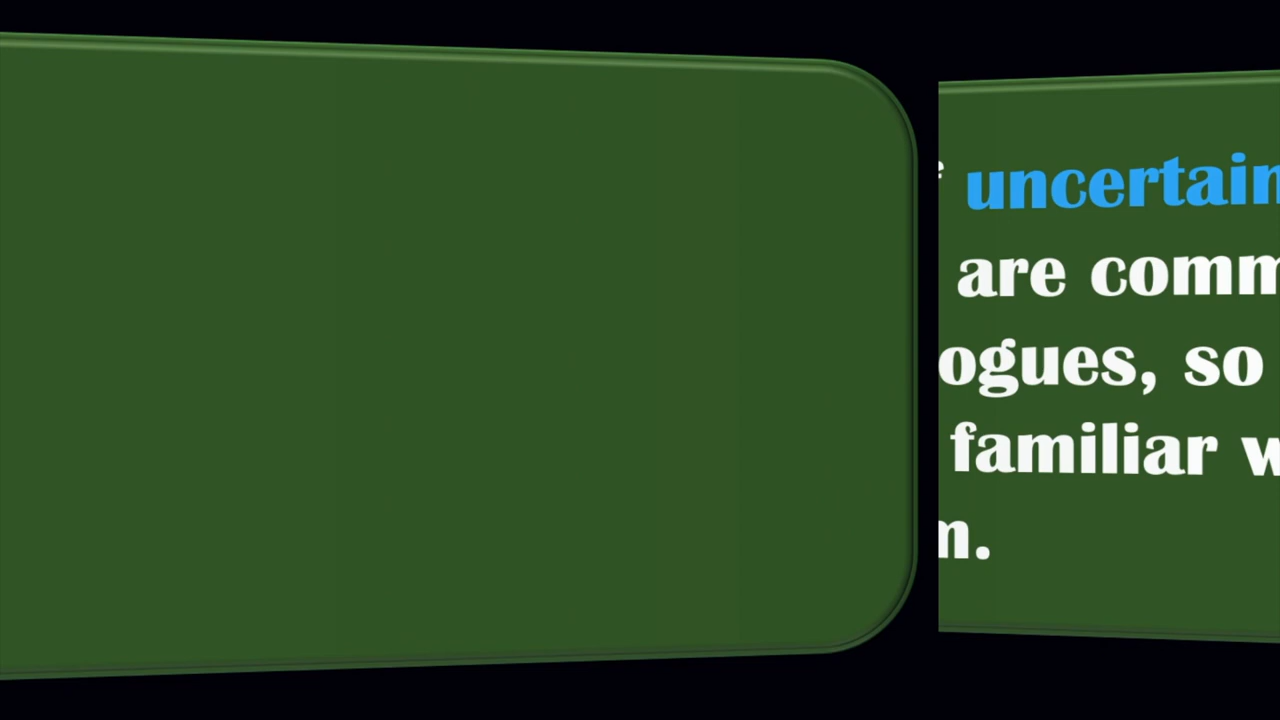 uncertain
are comm
ogues, so
familiar w
m.